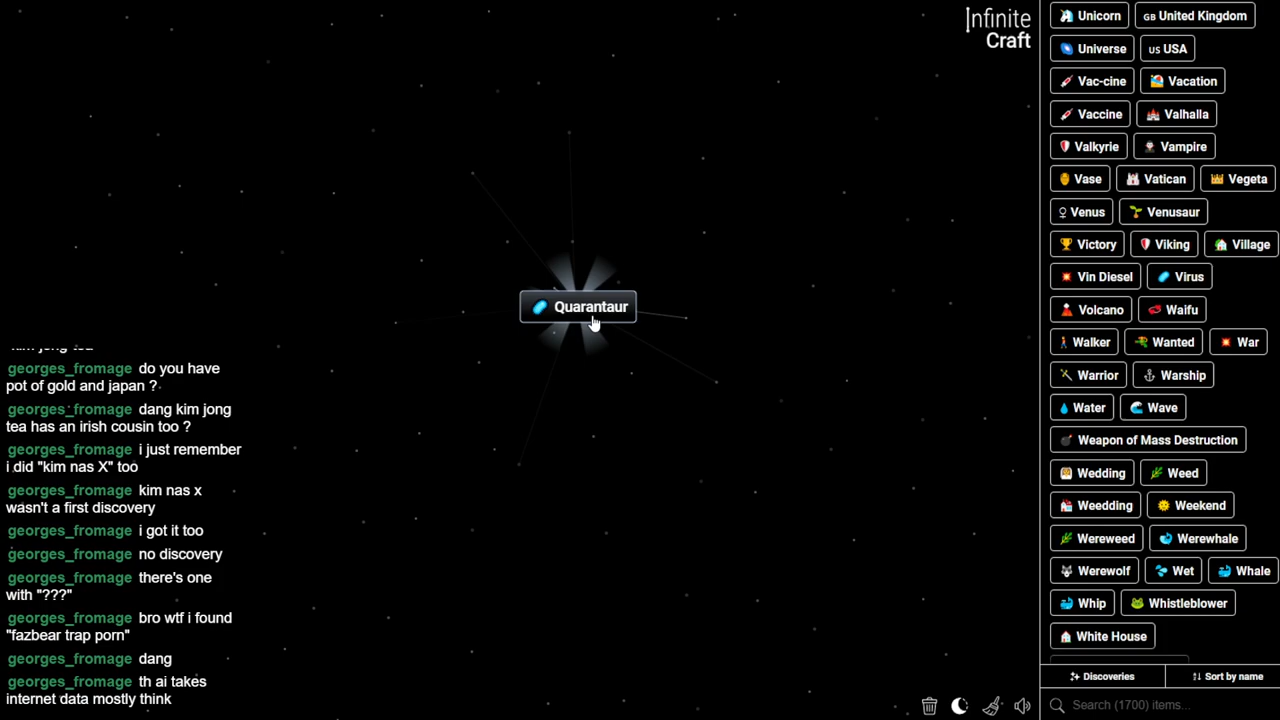 Infinite
Craft
Quarantaur
georges_fromage do you have
pot of gold and japan ?
georges_fromage dang kim jong
tea has an irish cousin too ?
georges_fromage i just remember
i did "kim nas X" too
georges_fromage kim nas x
wasn't a first discovery
georges_fromage i got it too
georges_fromage no discovery
georges_fromage there's one
with "???"
georges_fromage bro wtf i found
"fazbear trap porn"
georges_fromage dang
georges_fromage th ai takes
internet data mostly think
Unicorn GB United Kingdom
Universe US USA
Vac-cine Vacation
Vaccine Valhalla
Valkyrie Vampire
Vase Vatican Vegeta
Venus Venusaur
Victory Viking Village
Vin Diesel Virus
Volcano Waifu
Walker Wanted War
Warrior Warship
Water Wave
Weapon of Mass Destruction
Wedding Weed
Weedding Weekend
Wereweed Werewhale
Werewolf Wet Whale
Whip Whistleblower
White House
Discoveries Sort by name
Search (1700) items...